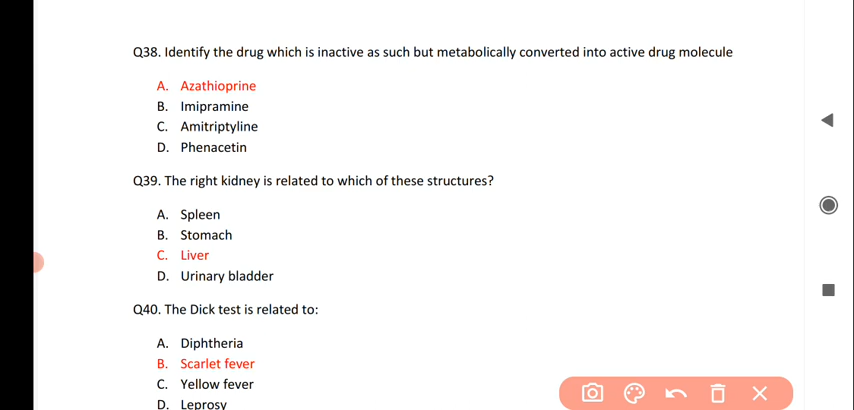 Q38. Identify the drug which is inactive as such but metabolically converted into active drug molecule
A. Azathioprine
B. Imipramine
C. Amitriptyline
D. Phenacetin
Q39. The right kidney is related to which of these structures?
A. Spleen
B. Stomach
C. Liver
D. Urinary bladder
Q40. The Dick test is related to:
A. Diphtheria
B. Scarlet fever
C. Yellow fever
D. Leprosy